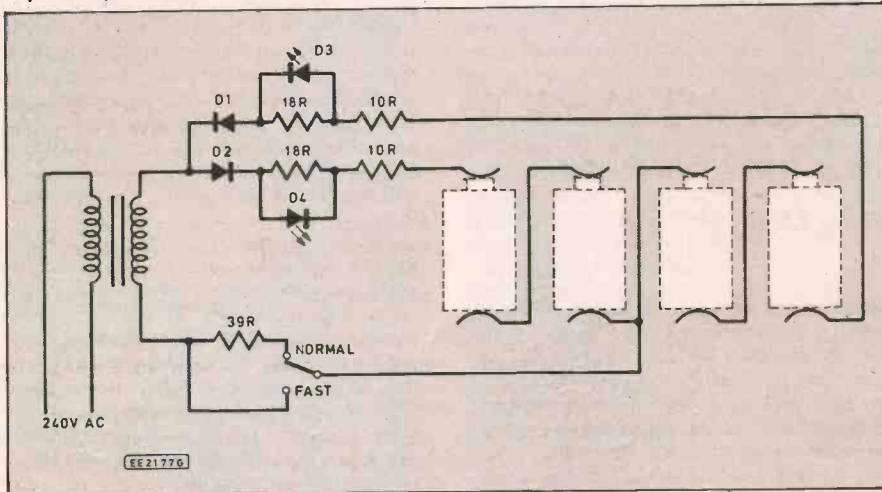 D3
D1
18R
10R
D2
18R
10R
D4
39R
NORMAL
FAST
240V AC
EE2177G